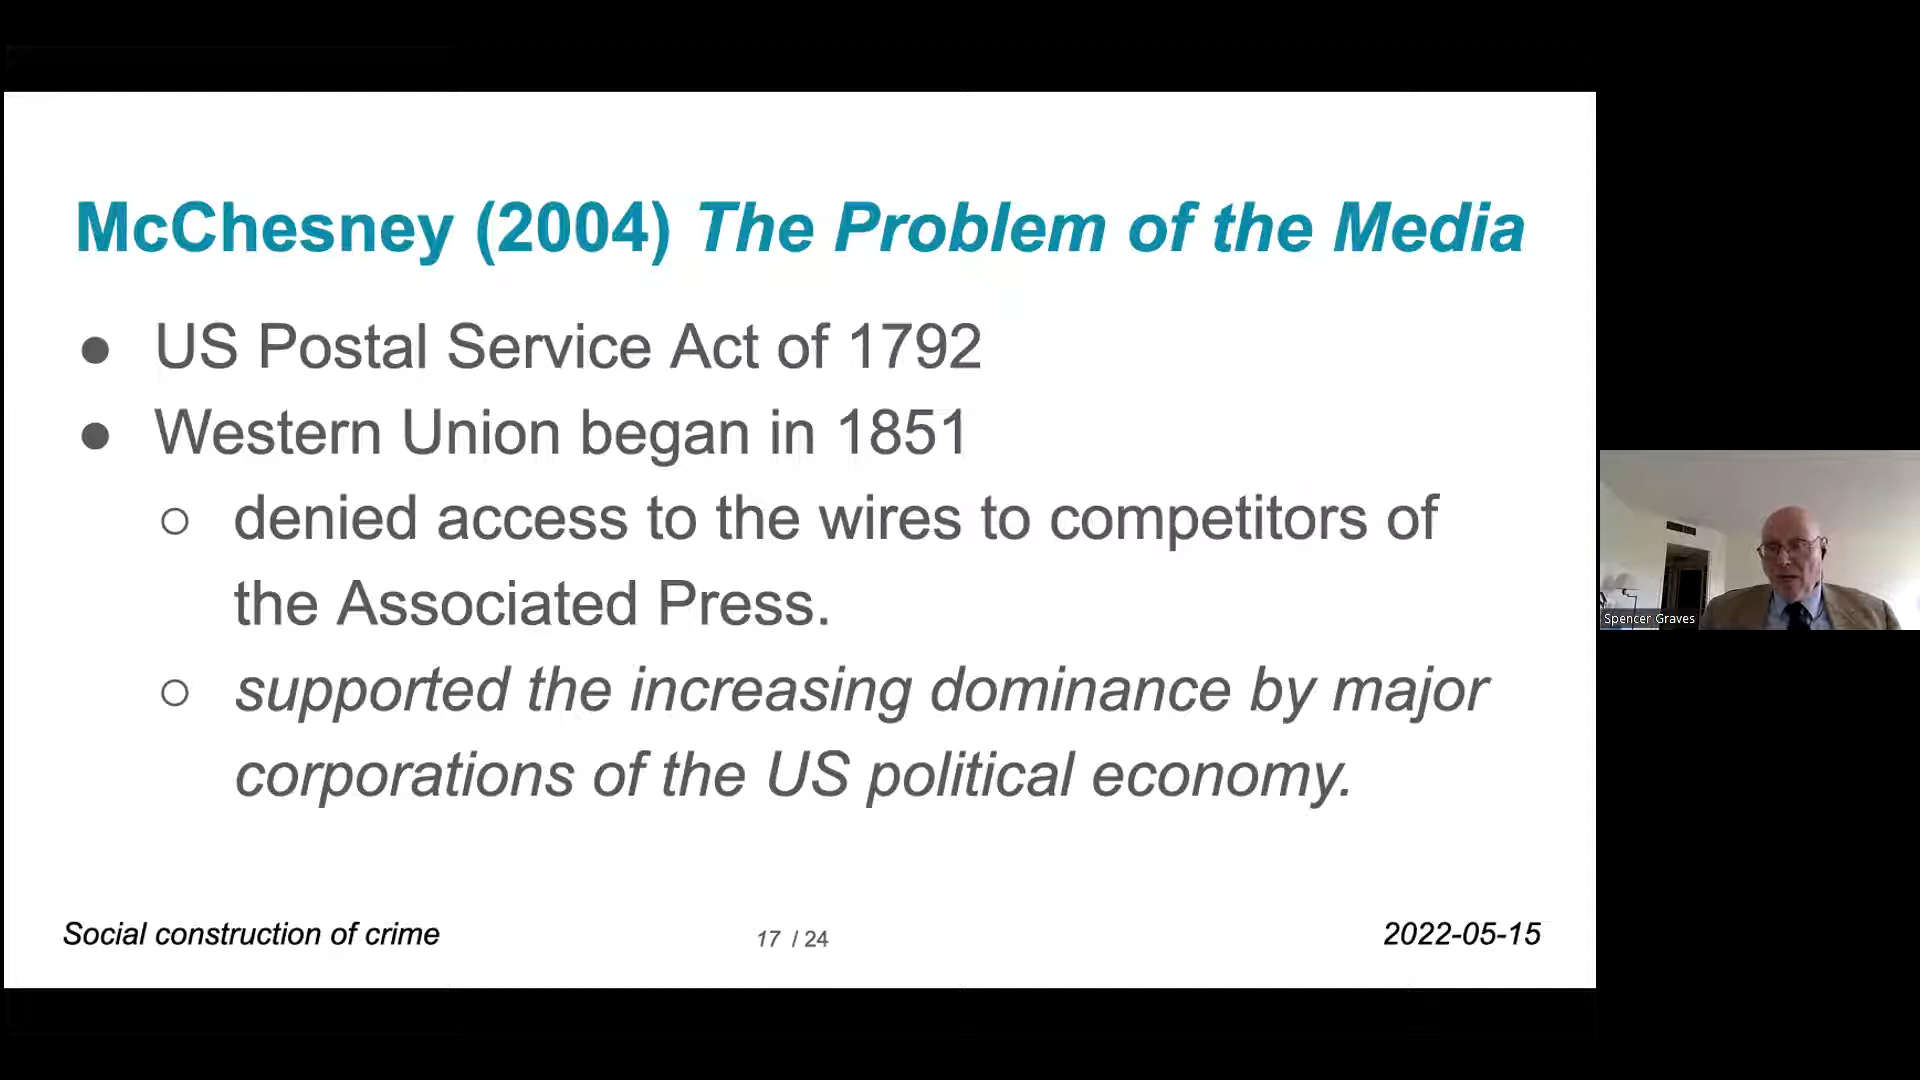 McChesney (2004) The Problem of the Media
● US Postal Service Act of 1792
● Western Union began in 1851
○ denied access to the wires to competitors of
the Associated Press.
○ supported the increasing dominance by major
corporations of the US political economy.
Social construction of crime
17 / 24
2022-05-15
Spencer Graves